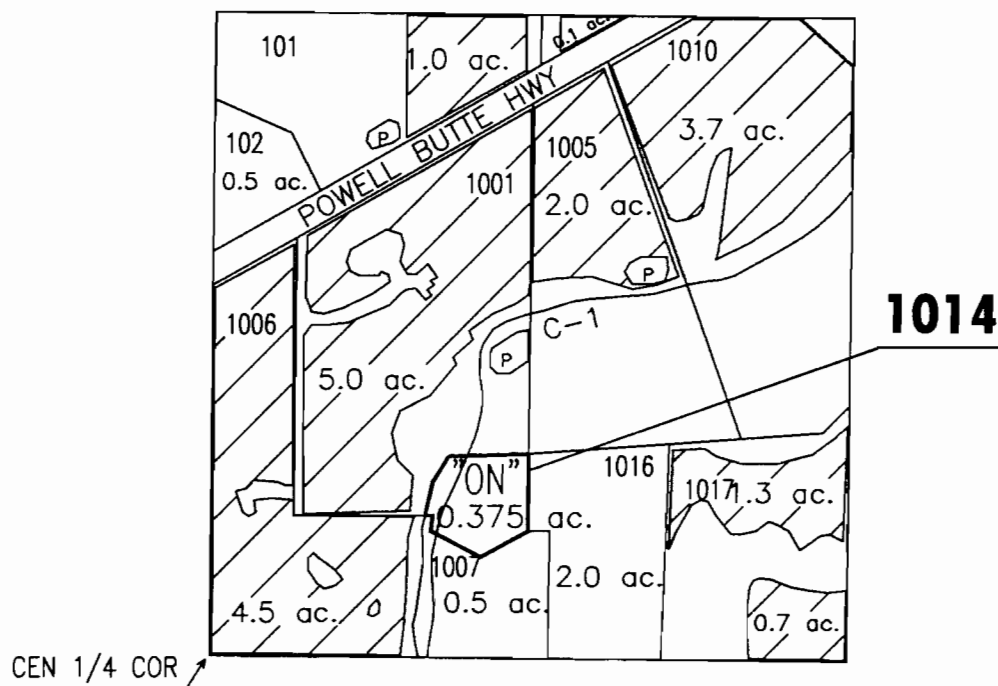 101
1.0 ac.
0.1 ac.
1010
POWELL BUTTE HWY
102
0.5 ac.
1001
1005
2.0 ac.
3.7 ac.
P
P
1006
C-1
1014
P
5.0 ac.
"ON"
0.375 ac.
1016
1017
1.3 ac.
1007
0.5 ac.
2.0 ac.
4.5 ac.
0.7 ac.
CEN 1/4 COR